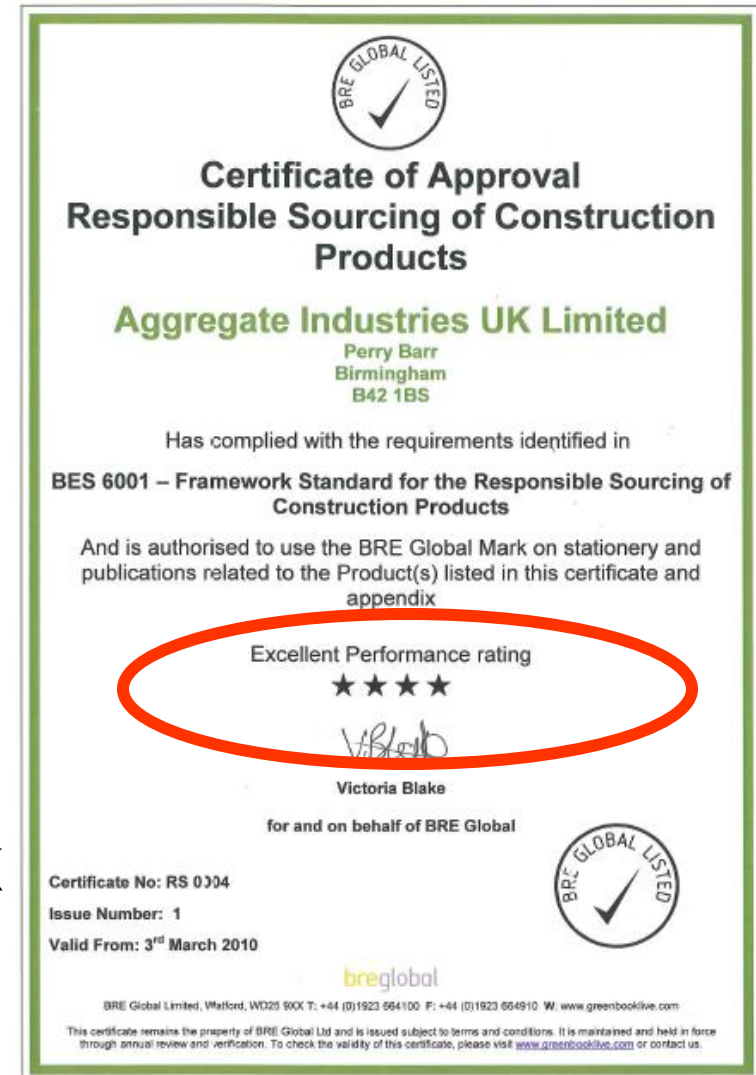 BRE GLOBAL LISTED
Certificate of Approval
Responsible Sourcing of Construction
Products
Aggregate Industries UK Limited
Perry Barr
Birmingham
B42 1BS
Has complied with the requirements identified in
BES 6001 – Framework Standard for the Responsible Sourcing of
Construction Products
And is authorised to use the BRE Global Mark on stationery and
publications related to the Product(s) listed in this certificate and
appendix
Excellent Performance rating
★★★★
Victoria Blake
for and on behalf of BRE Global
BRE GLOBAL LISTED
Certificate No: RS 0004
Issue Number: 1
Valid From: 3rd March 2010
breglobal
BRE Global Limited, Watford, WD25 9XX T: +44 (0)1923 664100 F: +44 (0)1923 664910 W: www.greenbooklive.com
This certificate remains the property of BRE Global Ltd and is issued subject to terms and conditions. It is maintained and held in force
through annual review and verification. To check the validity of this certificate, please visit www.greenbooklive.com or contact us.